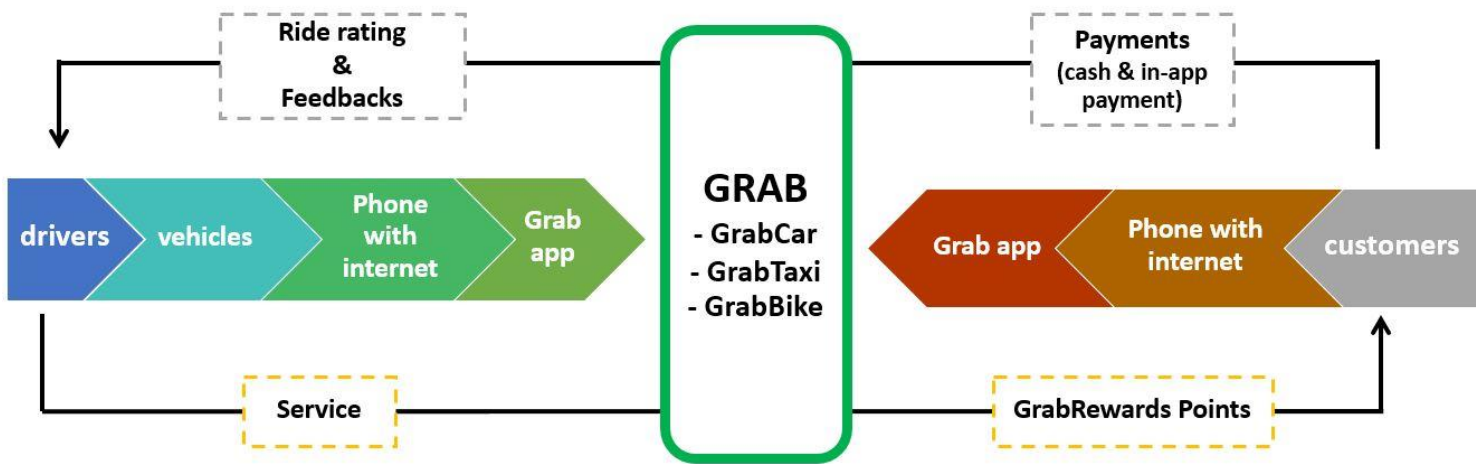 Ride rating
&
Feedbacks
Payments
(cash & in-app
payment)
drivers
vehicles
Phone
with
internet
Grab
app
GRAB
- GrabCar
- GrabTaxi
- GrabBike
Grab app
Phone with
internet
customers
Service
GrabRewards Points